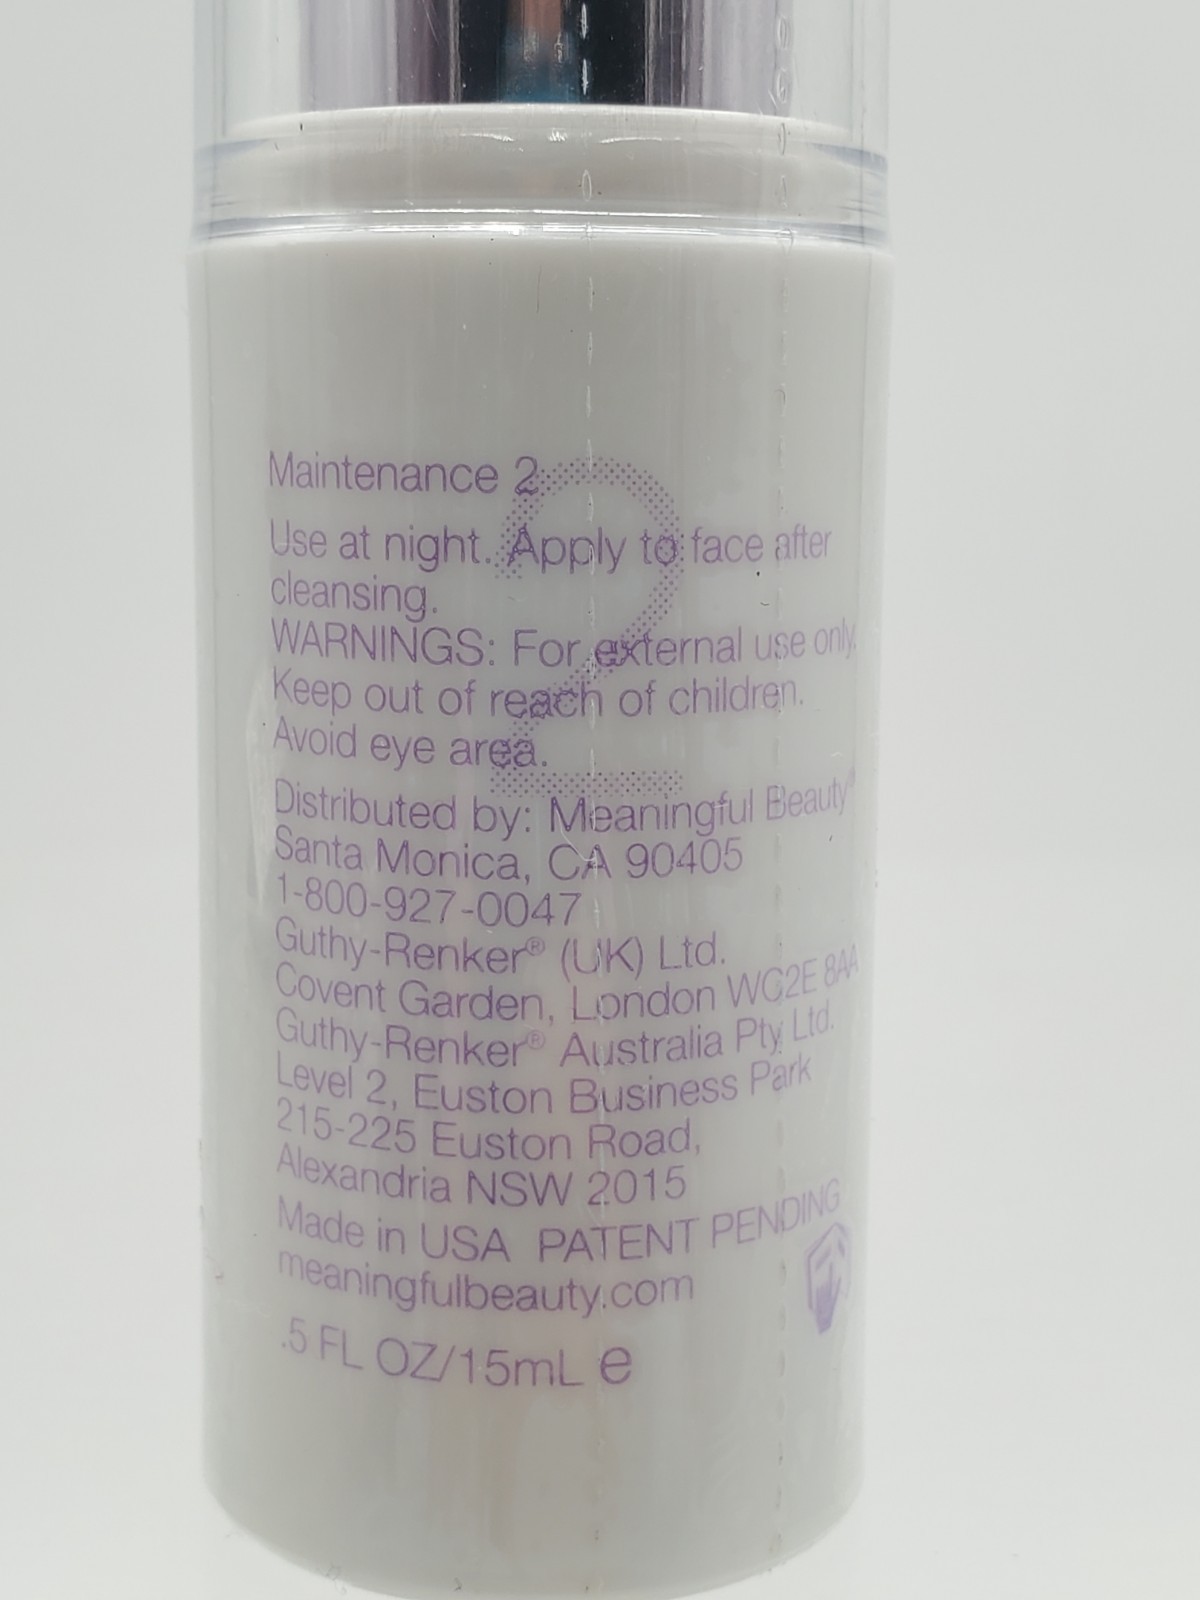 Maintenance 2
2
Use at night. Apply to face after
cleansing.
WARNINGS: For external use only.
Keep out of reach of children.
Avoid eye area.
Distributed by: Meaningful Beauty®
Santa Monica, CA 90405
1-800-927-0047
Guthy-Renker® (UK) Ltd.
Covent Garden, London WC2E 8AA
Guthy-Renker® Australia Pty Ltd.
Level 2, Euston Business Park
215-225 Euston Road,
Alexandria NSW 2015
Made in USA PATENT PENDING
meaningfulbeauty.com
.5 FL OZ/15mL e